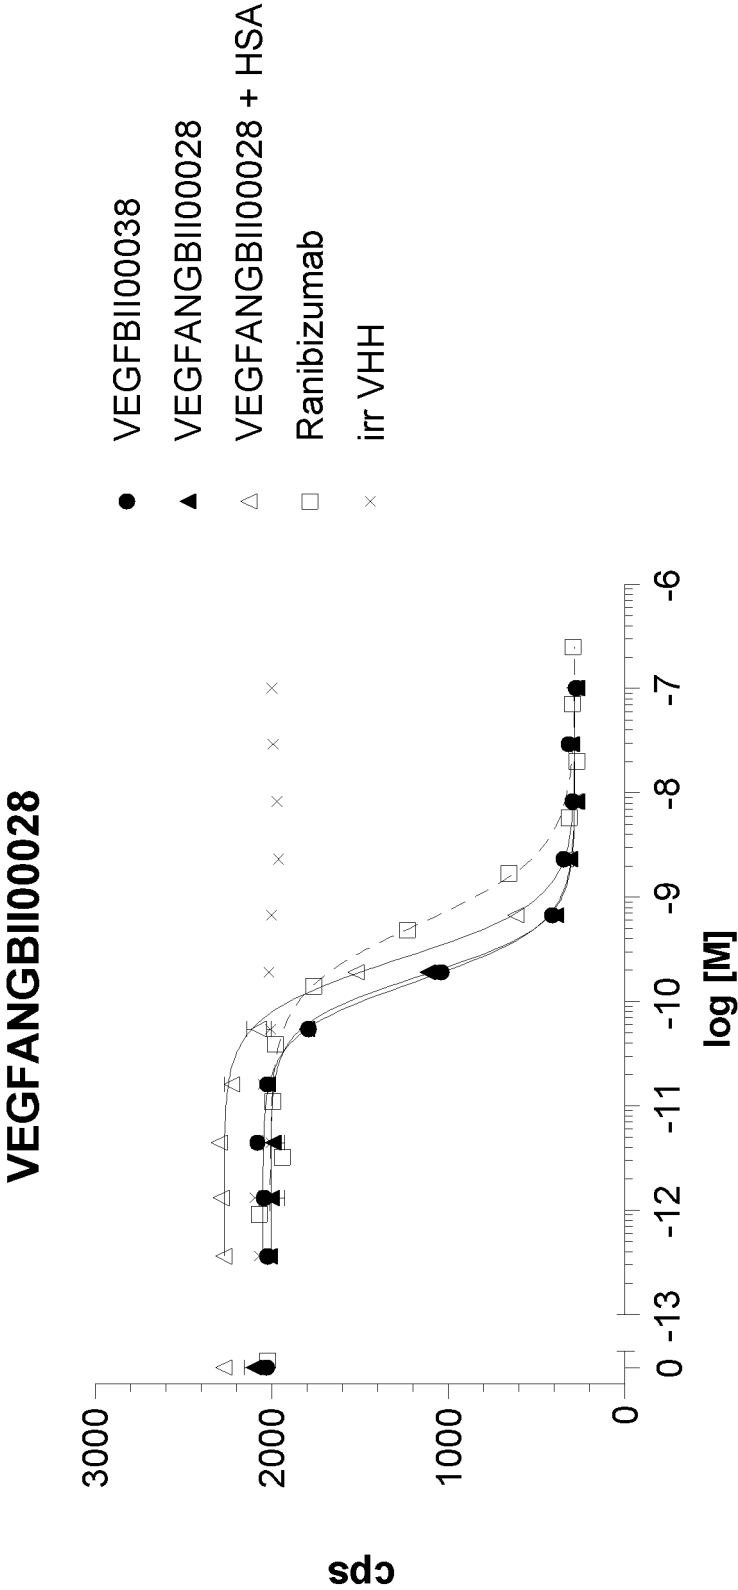 VEGFANGBII00028
VEGFBII00038
VEGFANGBII00028
VEGFANGBII00028 + HSA
Ranibizumab
irr VHH
cps
3000
2000
1000
0
0 -13 -12 -11 -10 -9 -8 -7 -6
log [M]